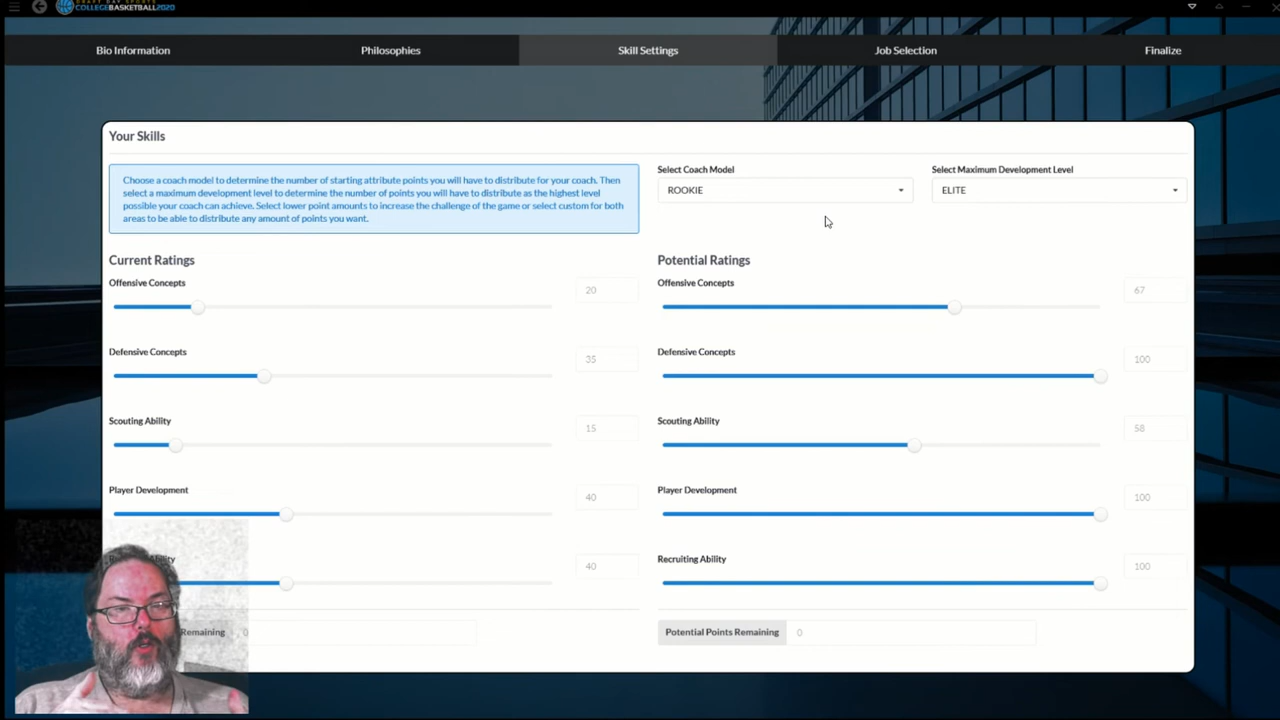 DRAFT DAY SPORTS
COLLEGE BASKETBALL 2020
Bio Information
Philosophies
Skill Settings
Job Selection
Finalize
Your Skills
Choose a coach model to determine the number of starting attribute points you will have to distribute for your coach. Then
select a maximum development level to determine the number of points you will have to distribute as the highest level
possible your coach can achieve. Select lower point amounts to increase the challenge of the game or select custom for both
areas to be able to distribute any amount of points you want.
Select Coach Model
ROOKIE
Select Maximum Development Level
ELITE
Current Ratings
Offensive Concepts
20
Defensive Concepts
35
Scouting Ability
15
Player Development
40
40
Remaining
0
Potential Ratings
Offensive Concepts
67
Defensive Concepts
100
Scouting Ability
58
Player Development
100
Recruiting Ability
100
Potential Points Remaining
0